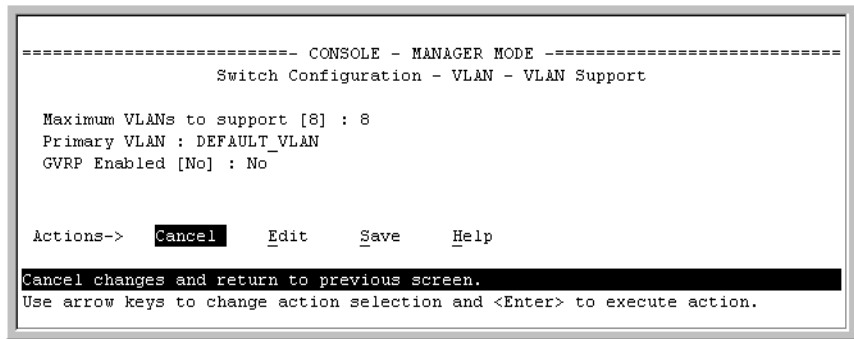 ===========================- CONSOLE - MANAGER MODE -============================
Switch Configuration - VLAN - VLAN Support
Maximum VLANs to support [8] : 8
Primary VLAN : DEFAULT_VLAN
GVRP Enabled [No] : No
Actions-> Cancel Edit Save Help
Cancel changes and return to previous screen.
Use arrow keys to change action selection and <Enter> to execute action.